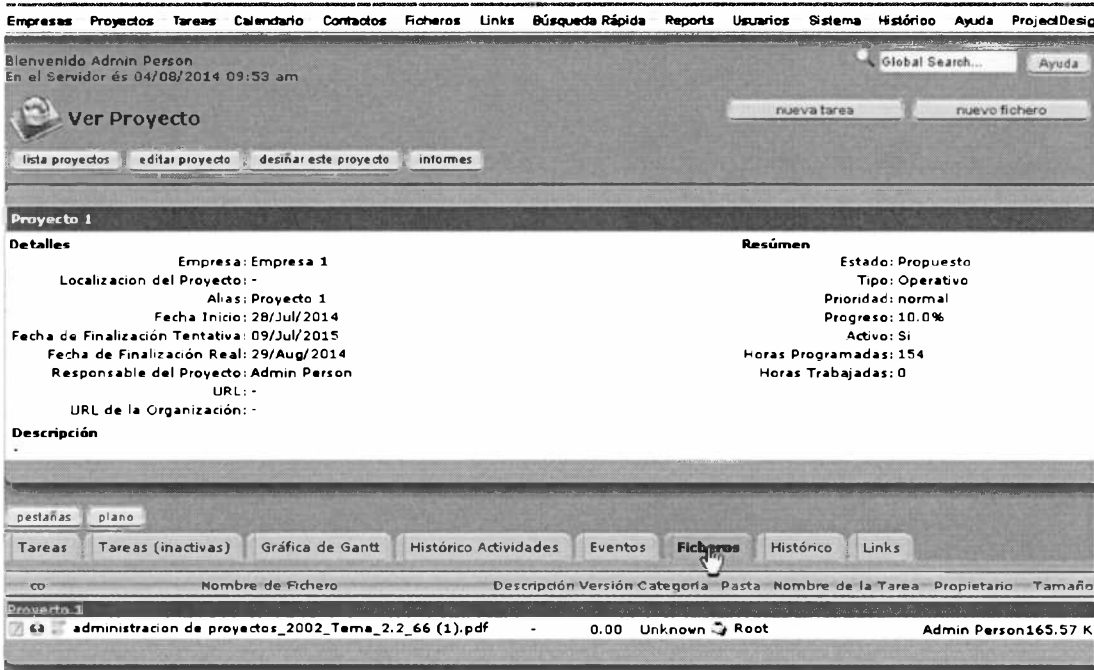 Empresas Proyectos Tareas Calendario Contactos Ficheros Links Búsqueda Rápida Reports Usuarios Sistema Histórico Ayuda ProjectDesig
Bienvenido Admin Person
En el Servidor és 04/08/2014 09:53 am
Global Search... Ayuda
Ver Proyecto
nueva tarea nuevo fichero
lista proyectos editar proyecto desiñar este proyecto informes
Proyecto 1
Detalles Resúmen
Empresa: Empresa 1 Estado: Propuesto
Localizacion del Proyecto: - Tipo: Operativo
Alias: Proyecto 1 Prioridad: normal
Fecha Inicio: 28/Jul/2014 Progreso: 10.0%
Fecha de Finalización Tentativa: 09/Jul/2015 Activo: Si
Fecha de Finalización Real: 29/Aug/2014 Horas Programadas: 154
Responsable del Proyecto: Admin Person Horas Trabajadas: 0
URL: -
URL de la Organización: -
Descripción
-
pestañas plano
Tareas Tareas (inactivas) Gráfica de Gantt Histórico Actividades Eventos Ficheros Histórico Links
co Nombre de Fichero Descripción Versión Categoría Pasta Nombre de la Tarea Propietario Tamaño
Proyecto 1
administracion de proyectos_2002_Tema_2.2_66 (1).pdf - 0.00 Unknown Root Admin Person 165.57 K